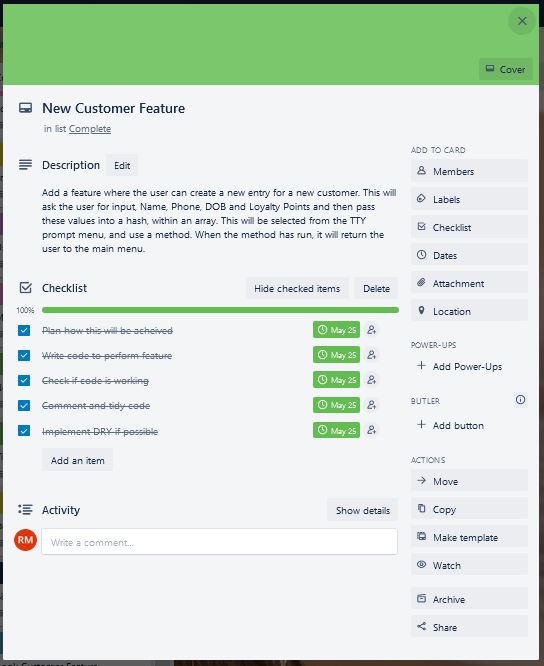 Cover
New Customer Feature
in list Complete
Description Edit
Add a feature where the user can create a new entry for a new customer. This will
ask the user for input, Name, Phone, DOB and Loyalty Points and then pass
these values into a hash, within an array. This will be selected from the TTY
prompt menu, and use a method. When the method has run, it will return the
user to the main menu.
Checklist Hide checked items Delete
100%
Plan how this will be acheived May 25
Write code to perform feature May 25
Check if code is working May 25
Comment and tidy code May 25
Implement DRY if possible May 25
Add an item
Activity Show details
RM Write a comment...
ADD TO CARD
Members
Labels
Checklist
Dates
Attachment
Location
POWER-UPS
+ Add Power-Ups
BUTLER
+ Add button
ACTIONS
Move
Copy
Make template
Watch
Archive
Share
Customer Feature